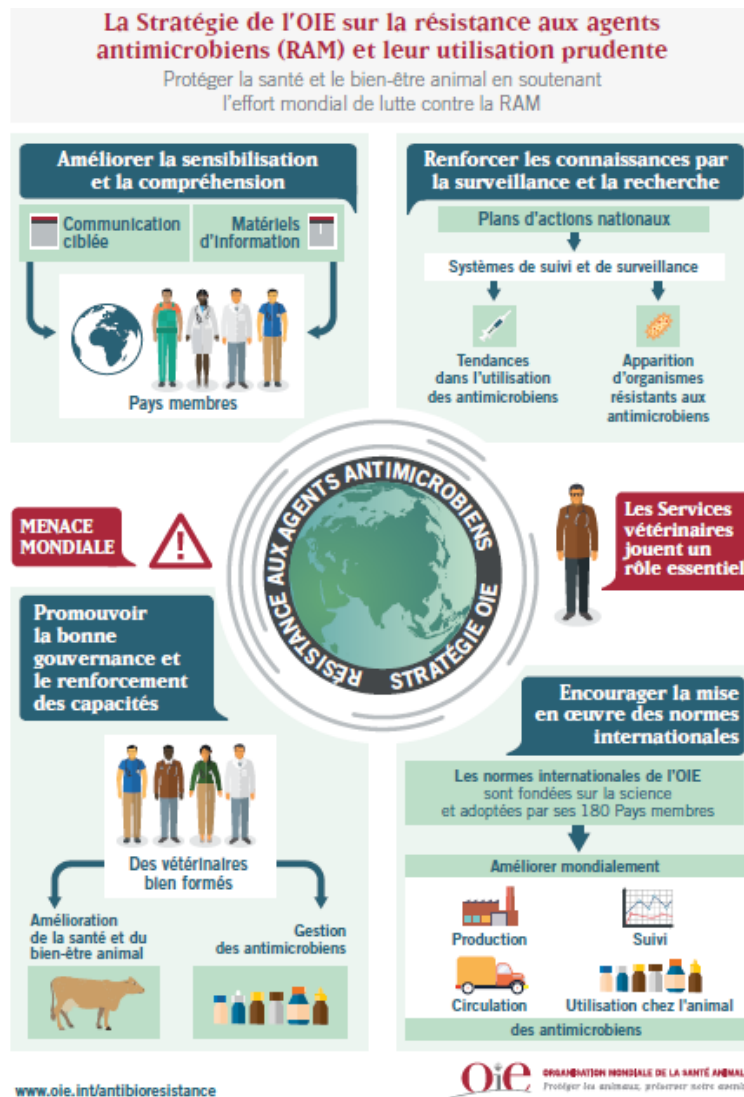 La Stratégie de l'OIE sur la résistance aux agents
antimicrobiens (RAM) et leur utilisation prudente
Protéger la santé et le bien-être animal en soutenant
l'effort mondial de lutte contre la RAM
Améliorer la sensibilisation
et la compréhension
Communication
ciblée
Matériels
d'information
Pays membres
Renforcer les connaissances par
la surveillance et la recherche
Plans d'actions nationaux
Systèmes de suivi et de surveillance
Tendances
dans l'utilisation
des antimicrobiens
Apparition
d'organismes
résistants aux
antimicrobiens
MENACE
MONDIALE
RÉSISTANCE AUX AGENTS ANTIMICROBIENS
STRATÉGIE OIE
Les Services
vétérinaires
jouent un
rôle essentiel
Promouvoir
la bonne
gouvernance et
le renforcement
des capacités
Des vétérinaires
bien formés
Amélioration
de la santé et du
bien-être animal
Gestion
des antimicrobiens
Encourager la mise
en œuvre des normes
internationales
Les normes internationales de l'OIE
sont fondées sur la science
et adoptées par ses 180 Pays membres
Améliorer mondialement
Production
Suivi
Circulation
Utilisation chez l'animal
des antimicrobiens
www.oie.int/antibioresistance
Oie
ORGANISATION MONDIALE DE LA SANTÉ ANIMALE
Protéger les animaux, préserver notre avenir